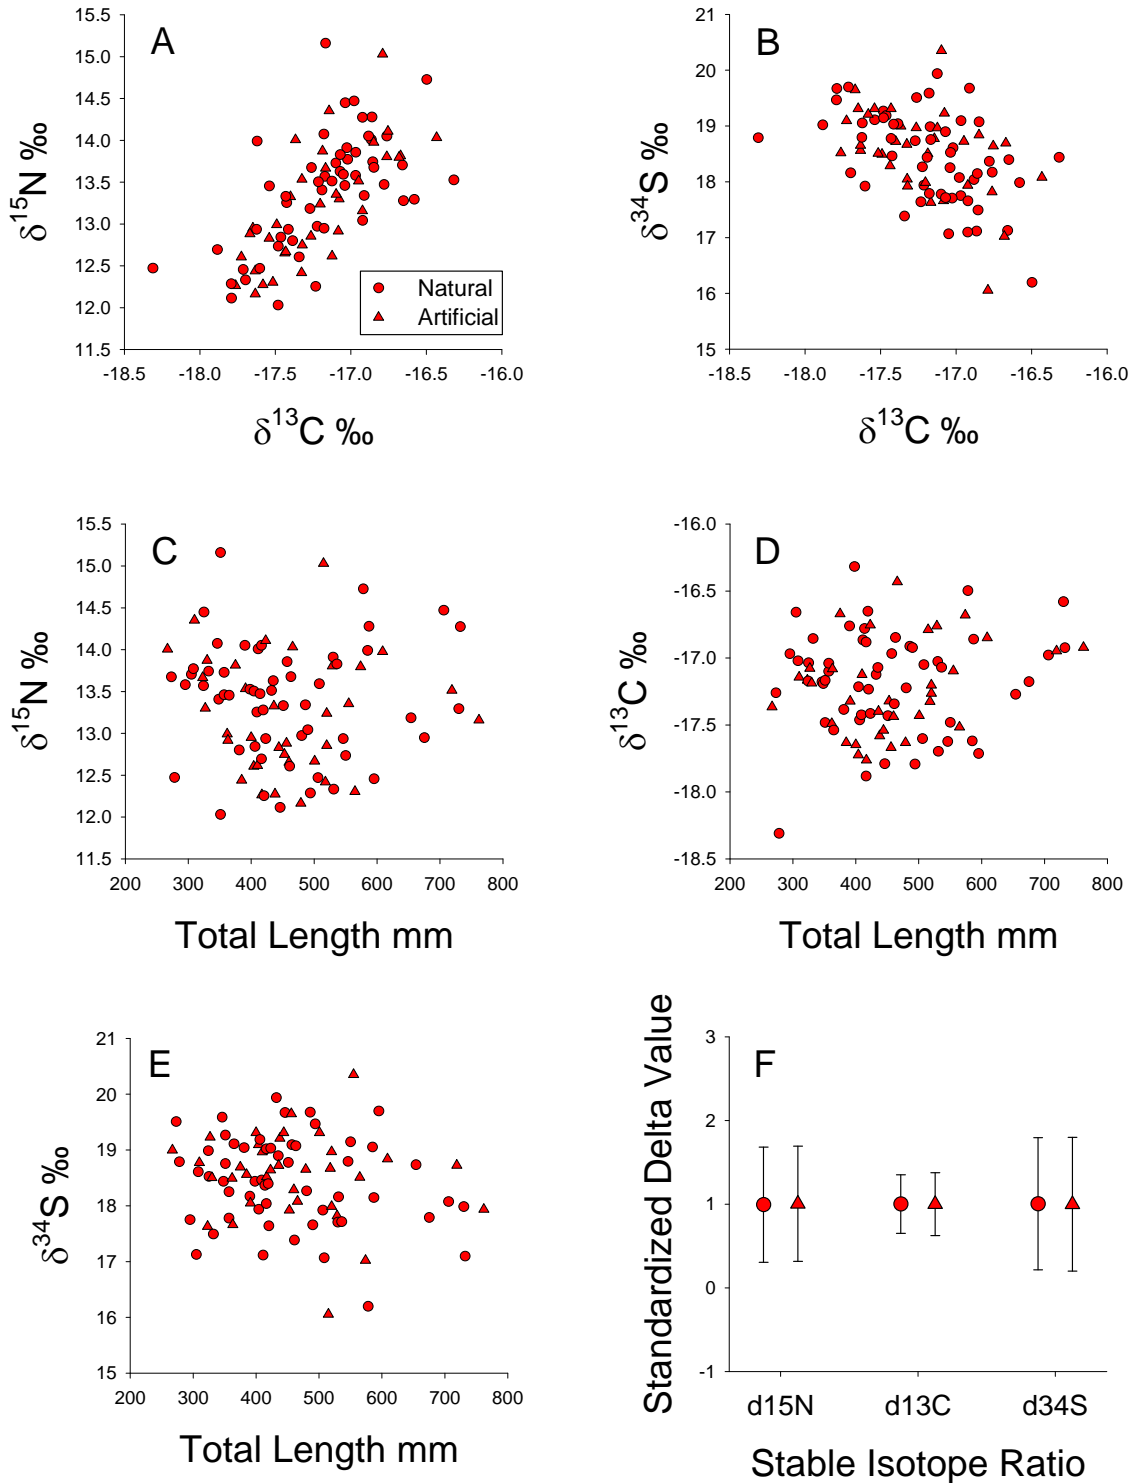 A
15.5
15.0
14.5
14.0
13.5
13.0
12.5
12.0
11.5
δ15N ‰
-18.5 -18.0 -17.5 -17.0 -16.5 -16.0
δ13C ‰
Natural
Artificial
B
21
20
19
18
17
16
15
δ34S ‰
-18.5 -18.0 -17.5 -17.0 -16.5 -16.0
δ13C ‰
C
15.5
15.0
14.5
14.0
13.5
13.0
12.5
12.0
11.5
δ15N ‰
200 300 400 500 600 700 800
Total Length mm
D
-16.0
-16.5
-17.0
-17.5
-18.0
-18.5
δ13C ‰
200 300 400 500 600 700 800
Total Length mm
E
21
20
19
18
17
16
15
δ34S ‰
200 300 400 500 600 700 800
Total Length mm
F
3
2
1
0
-1
Standardized Delta Value
d15N d13C d34S
Stable Isotope Ratio